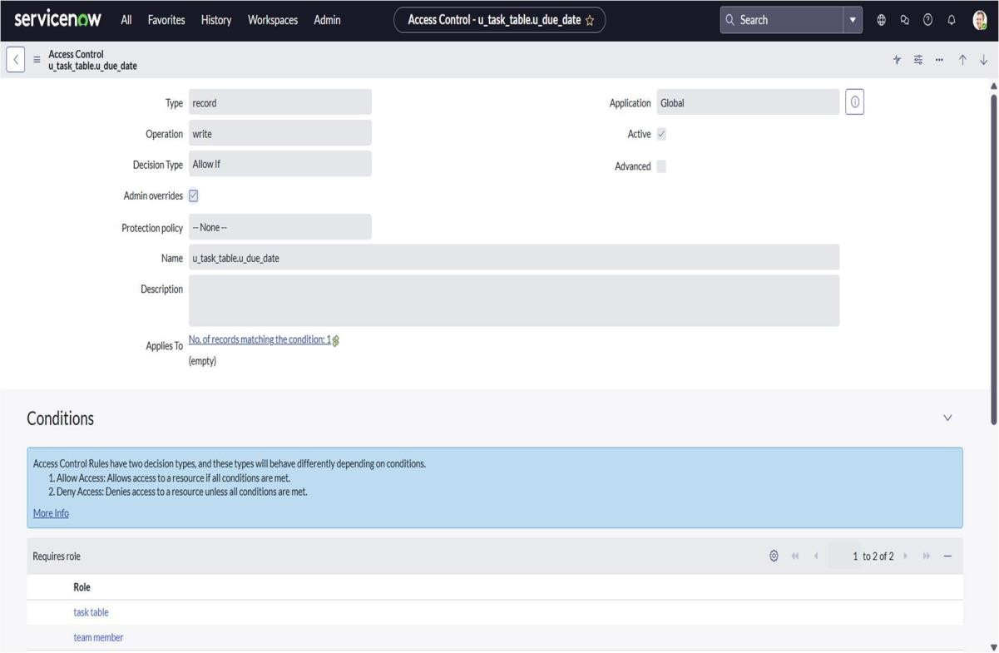 servicenow All Favorites History Workspaces Admin Access Control - u_task_table.u_due_date Search
Access Control
u_task_table.u_due_date
Type record Application Global
Operation write Active
Decision Type Allow If Advanced
Admin overrides
Protection policy -- None --
Name u_task_table.u_due_date
Description
Applies To No. of records matching the condition: 1
(empty)
Conditions
Access Control Rules have two decision types, and these types will behave differently depending on conditions.
1. Allow Access: Allows access to a resource if all conditions are met.
2. Deny Access: Denies access to a resource unless all conditions are met.
More Info
Requires role 1 to 2 of 2
Role
task table
team member